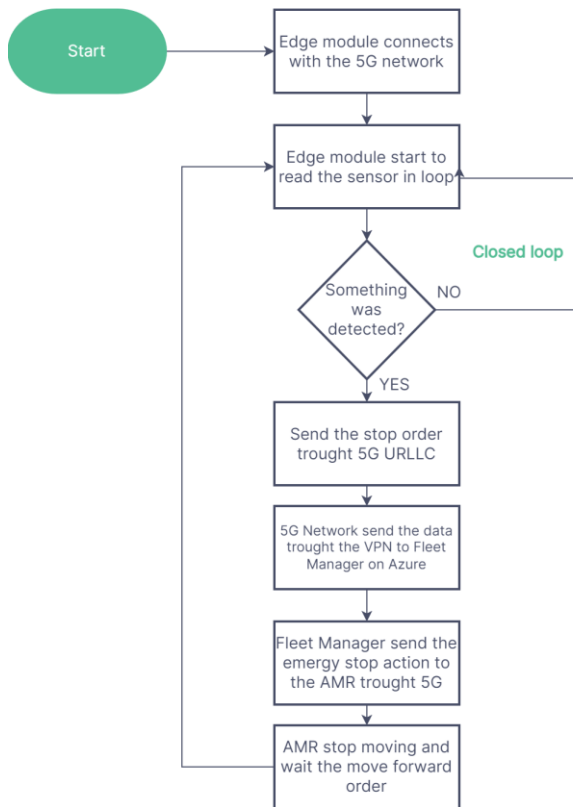 Start
Edge module connects
with the 5G network
Edge module start to
read the sensor in loop
Closed loop
Something
was
detected?
NO
YES
Send the stop order
trought 5G URLLC
5G Network send the data
trought the VPN to Fleet
Manager on Azure
Fleet Manager send the
emergy stop action to
the AMR trought 5G
AMR stop moving and
wait the move forward
order